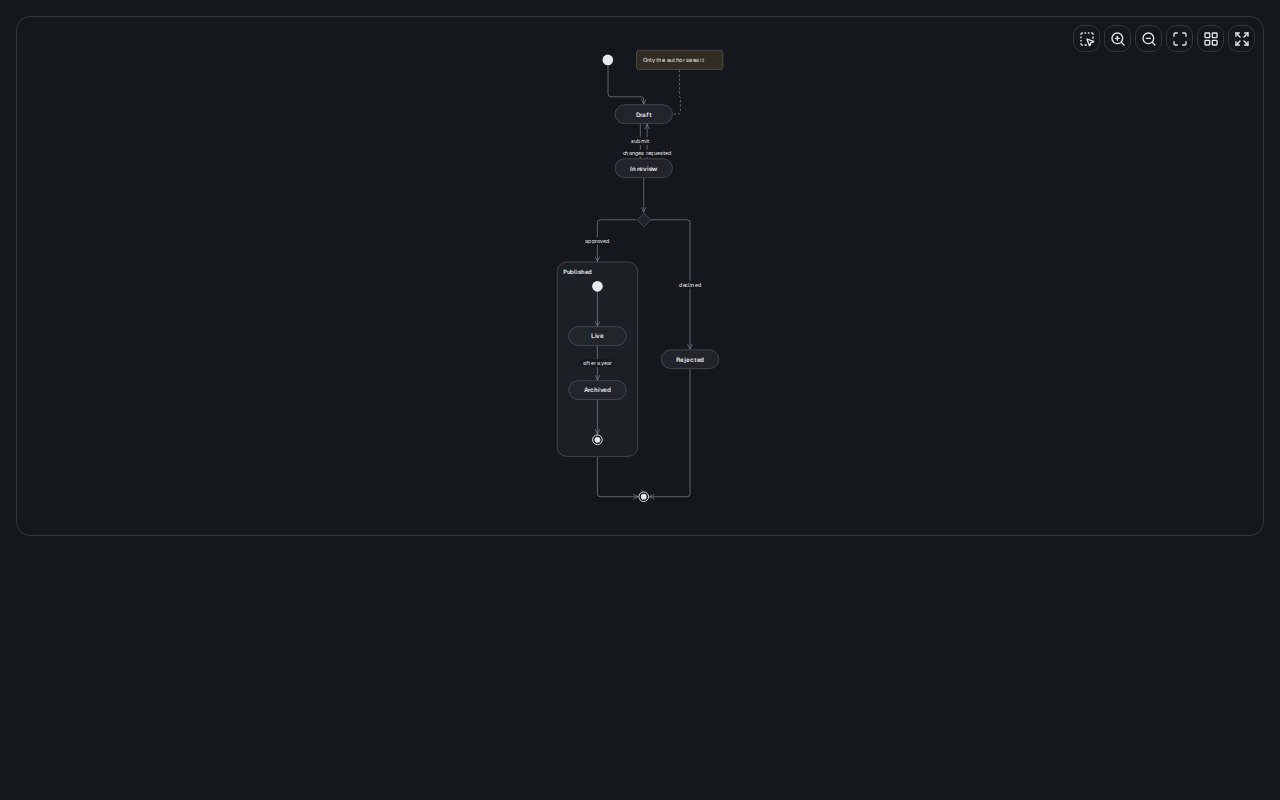 Only the author sees it
Draft
submit
changes requested
In review
approved
Published
declined
Live
Rejected
after a year
Archived